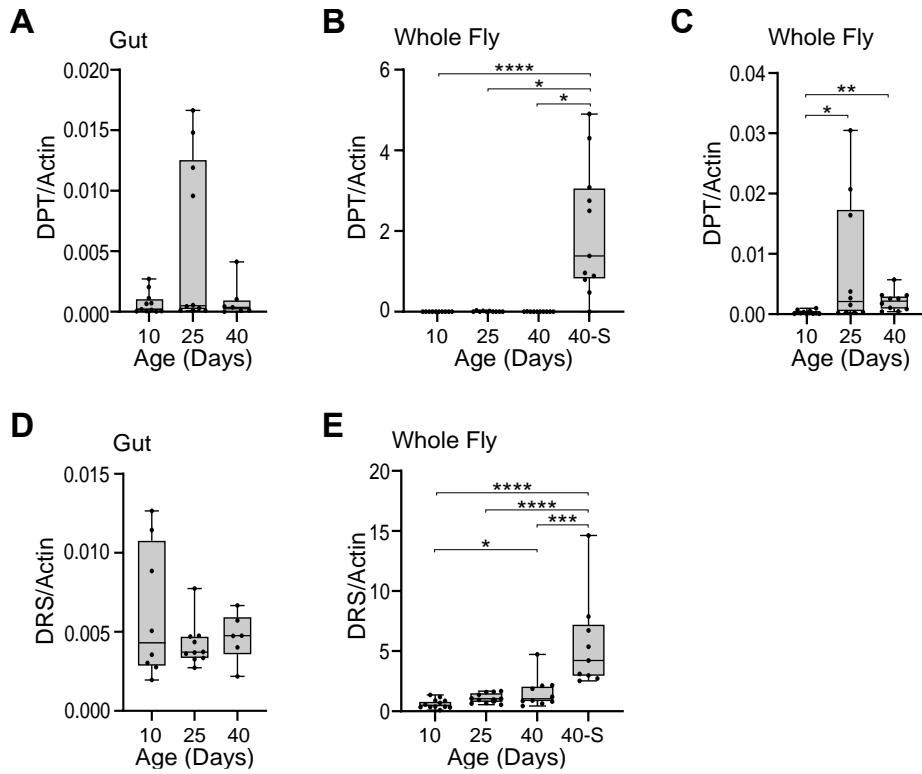 A
Gut
DPT/Actin
0.020
0.015
0.010
0.005
0.000
10 25 40
Age (Days)
B
Whole Fly
DPT/Actin
6
4
2
0
****
*
*
10 25 40 40-S
Age (Days)
C
Whole Fly
DPT/Actin
0.04
0.03
0.02
0.01
0.00
**
*
10 25 40
Age (Days)
D
Gut
DRS/Actin
0.015
0.010
0.005
0.000
10 25 40
Age (Days)
E
Whole Fly
DRS/Actin
20
15
10
5
0
****
****
***
*
10 25 40 40-S
Age (Days)